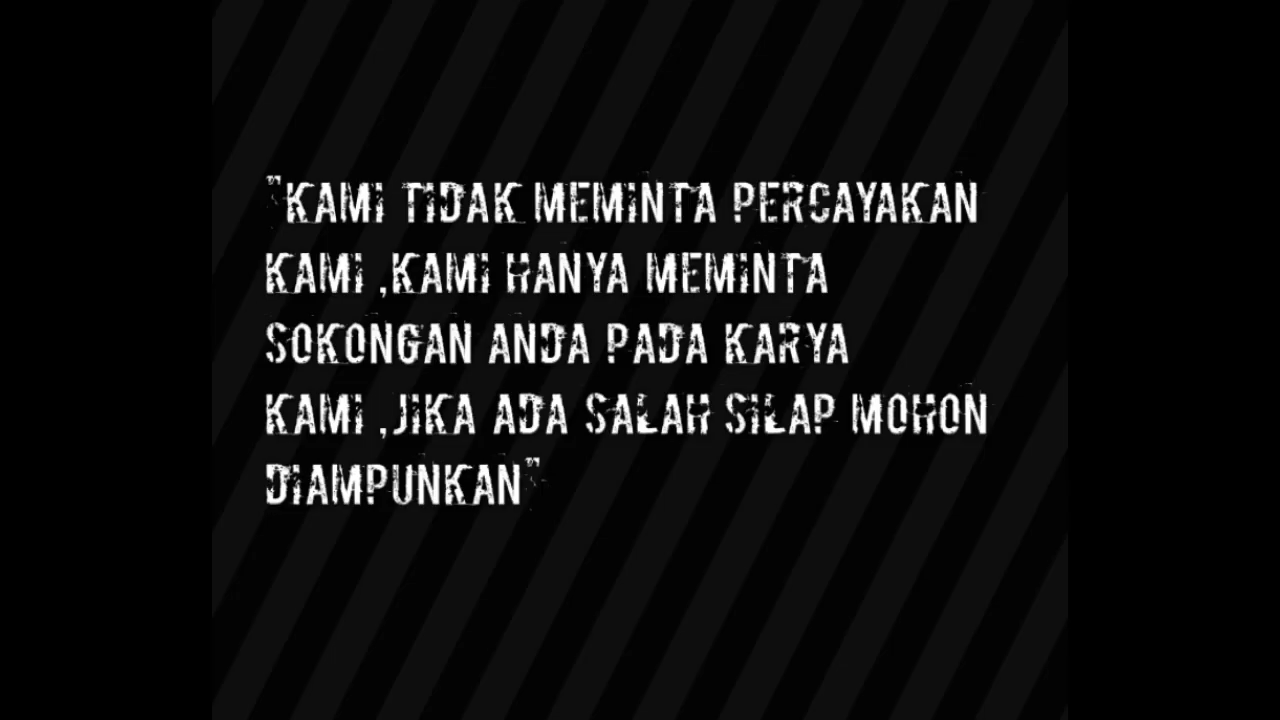 "KAMI TIDAK MEMINTA PERCAYAKAN
KAMI ,KAMI HANYA MEMINTA
SOKONGAN ANDA PADA KARYA
KAMI ,JIKA ADA SALAH SILAP MOHON
DIAMPUNKAN"